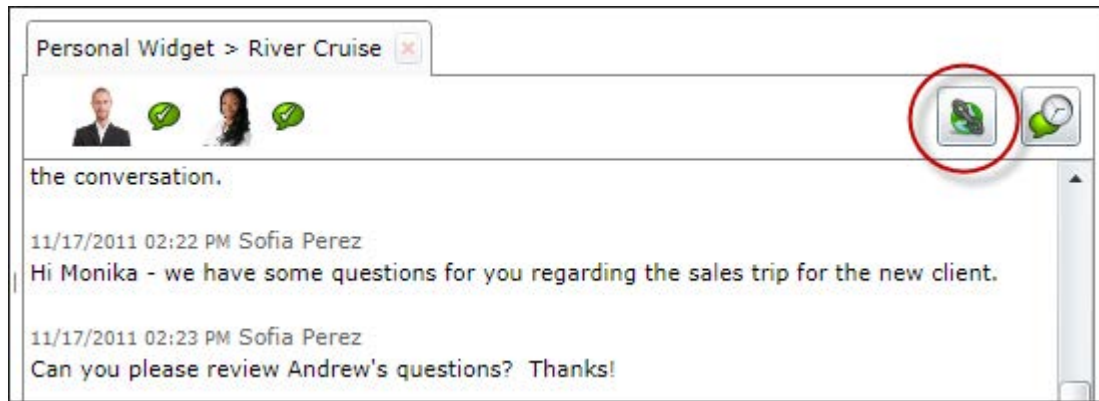 Personal Widget > River Cruise
the conversation.
11/17/2011 02:22 PM Sofia Perez
Hi Monika - we have some questions for you regarding the sales trip for the new client.
11/17/2011 02:23 PM Sofia Perez
Can you please review Andrew's questions?  Thanks!